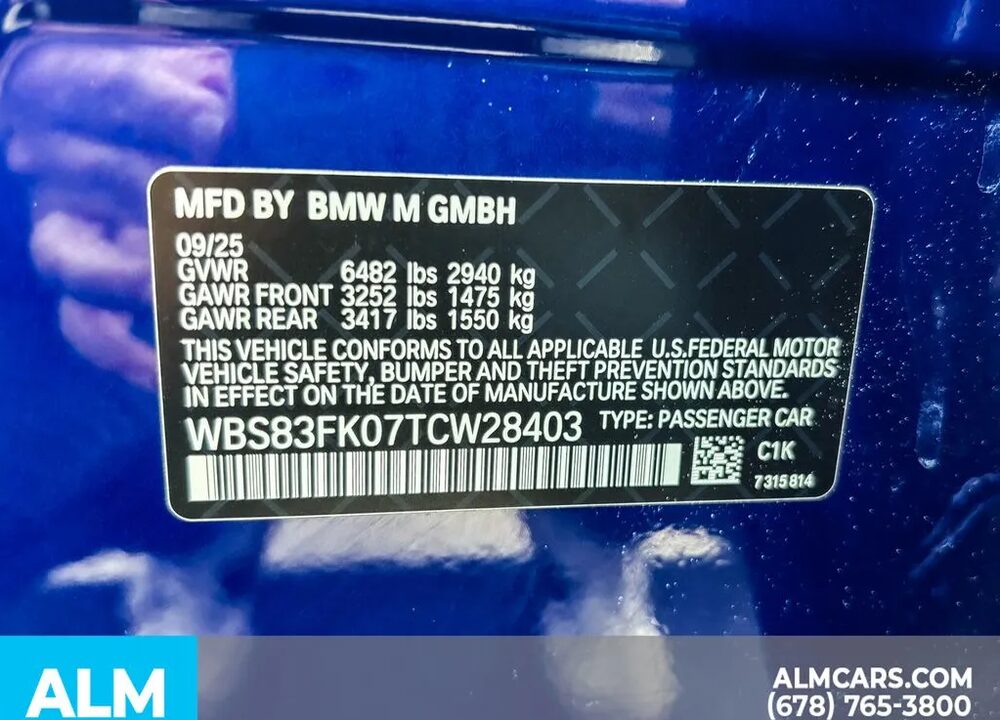 MFD BY BMW M GMBH
09/25
GVWR 6482 lbs 2940 kg
GAWR FRONT 3252 lbs 1475 kg
GAWR REAR 3417 lbs 1550 kg
THIS VEHICLE CONFORMS TO ALL APPLICABLE U.S.FEDERAL MOTOR
VEHICLE SAFETY, BUMPER AND THEFT PREVENTION STANDARDS
IN EFFECT ON THE DATE OF MANUFACTURE SHOWN ABOVE.
WBS83FK07TCW28403 TYPE: PASSENGER CAR
C1K
7315814
ALM
ALMCARS.COM
(678) 765-3800